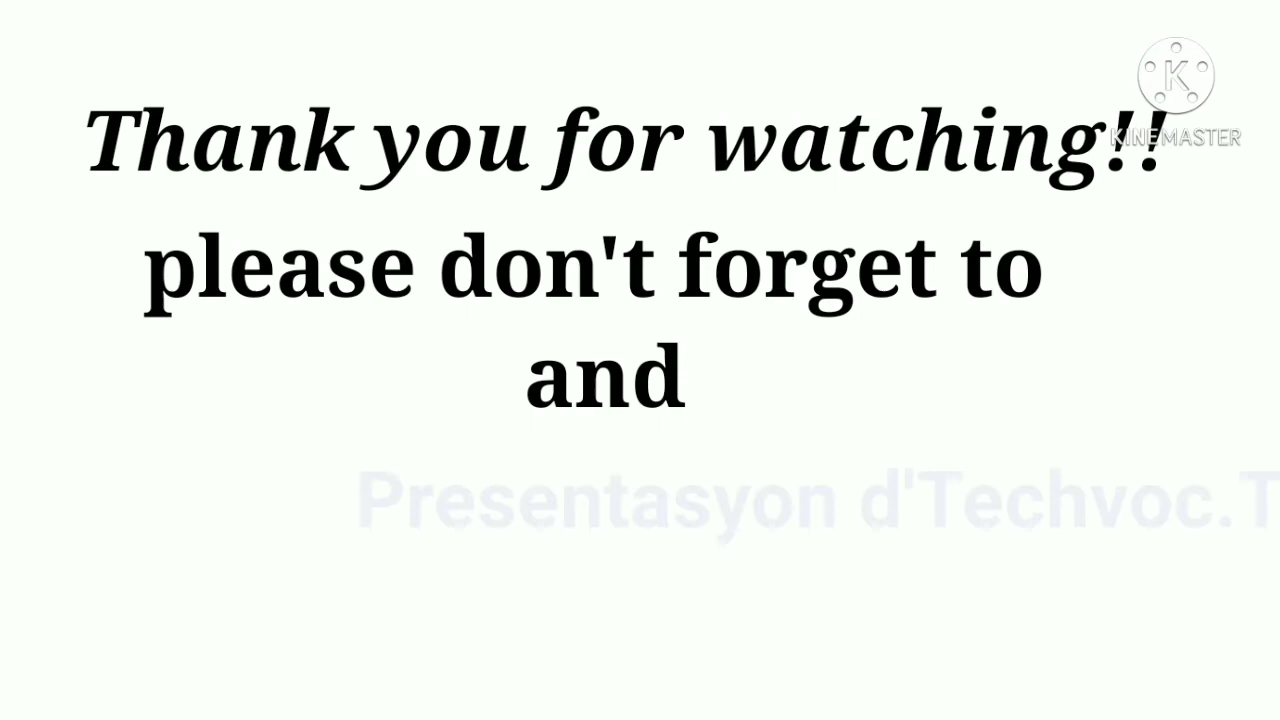 Thank you for watching!!
KINEMASTER
please don't forget to
and
Presentasyon d'Techvoc.T